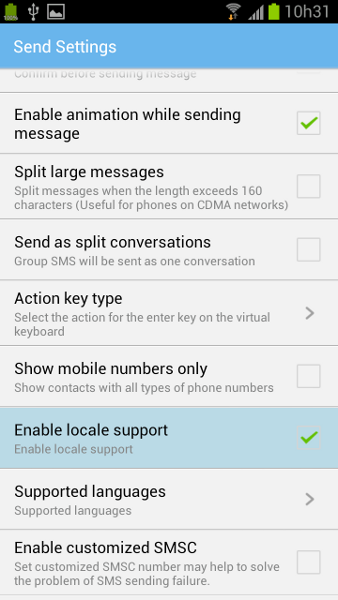 10h31
Send Settings
Confirm before sending message
Enable animation while sending
message
Split large messages
Split messages when the length exceeds 160
characters (Useful for phones on CDMA networks)
Send as split conversations
Group SMS will be sent as one conversation
Action key type
Select the action for the enter key on the virtual
keyboard
Show mobile numbers only
Show contacts with all types of phone numbers
Enable locale support
Enable locale support
Supported languages
Supported languages
Enable customized SMSC
Set customized SMSC number may help to solve
the problem of SMS sending failure.